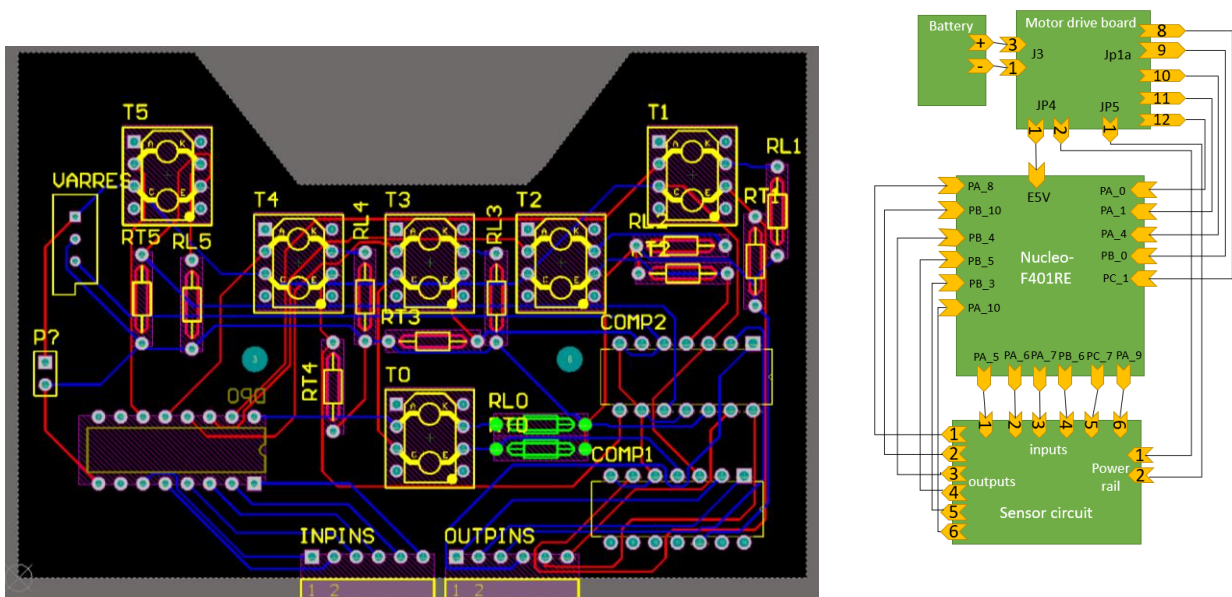 T5
T1
VARRES
RL1
T4
RL4
T3
RL3
T2
RT1
RT5
RL5
RL2
RT2
RT3
COMP2
P?
3
6
RT4
T0
RL0
RT0
COMP1
INPINS
OUTPINS
1 2
1 2
Battery
+
-
Motor drive board
3
1
J3
Jp1a
8
9
10
11
12
JP4
JP5
1
2
1
E5V
PA_8
PB_10
PB_4
PB_5
PB_3
PA_10
Nucleo-
F401RE
PA_0
PA_1
PA_4
PB_0
PC_1
PA_5
PA_6
PA_7
PB_6
PC_7
PA_9
1
2
3
4
5
6
inputs
1
2
3
4
5
6
outputs
Power
rail
1
2
Sensor circuit